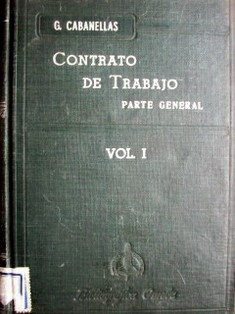 G. CABANELLAS
CONTRATO
DE TRABAJO
PARTE GENERAL
VOL. I